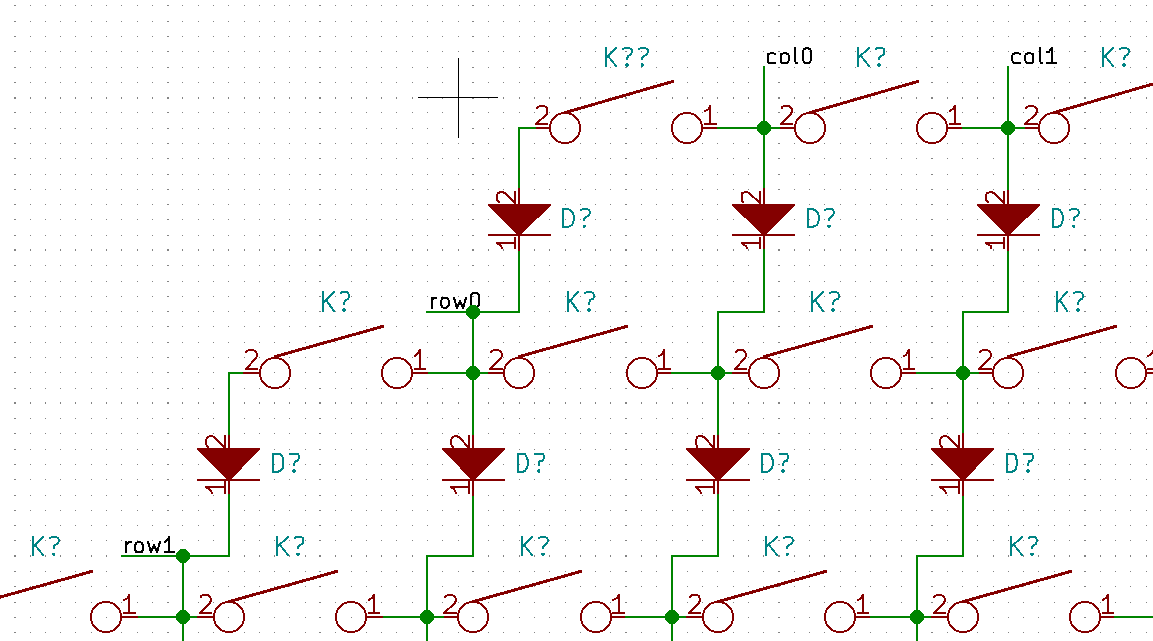 K?? col0 K? col1 K?
2 1 2 1 2
2 D? 2 D? 2 D?
1 1 1
K? row0 K? K? K?
2 1 2 1 2 1 2 1
2 D? 2 D? 2 D? 2 D?
1 1 1 1
K? row1 K? K? K? K?
1 2 1 2 1 2 1 2 1